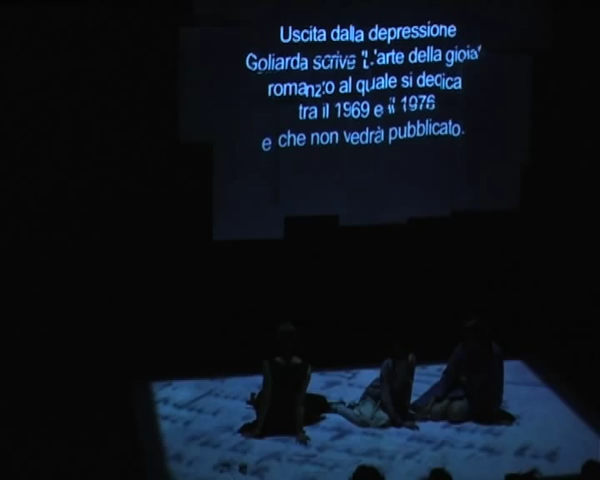 Uscita dalla depressione
Goliarda scrive 'L'arte della gioia'
romanzo al quale si dedica
tra il 1969 e il 1976
e che non vedrà pubblicato.